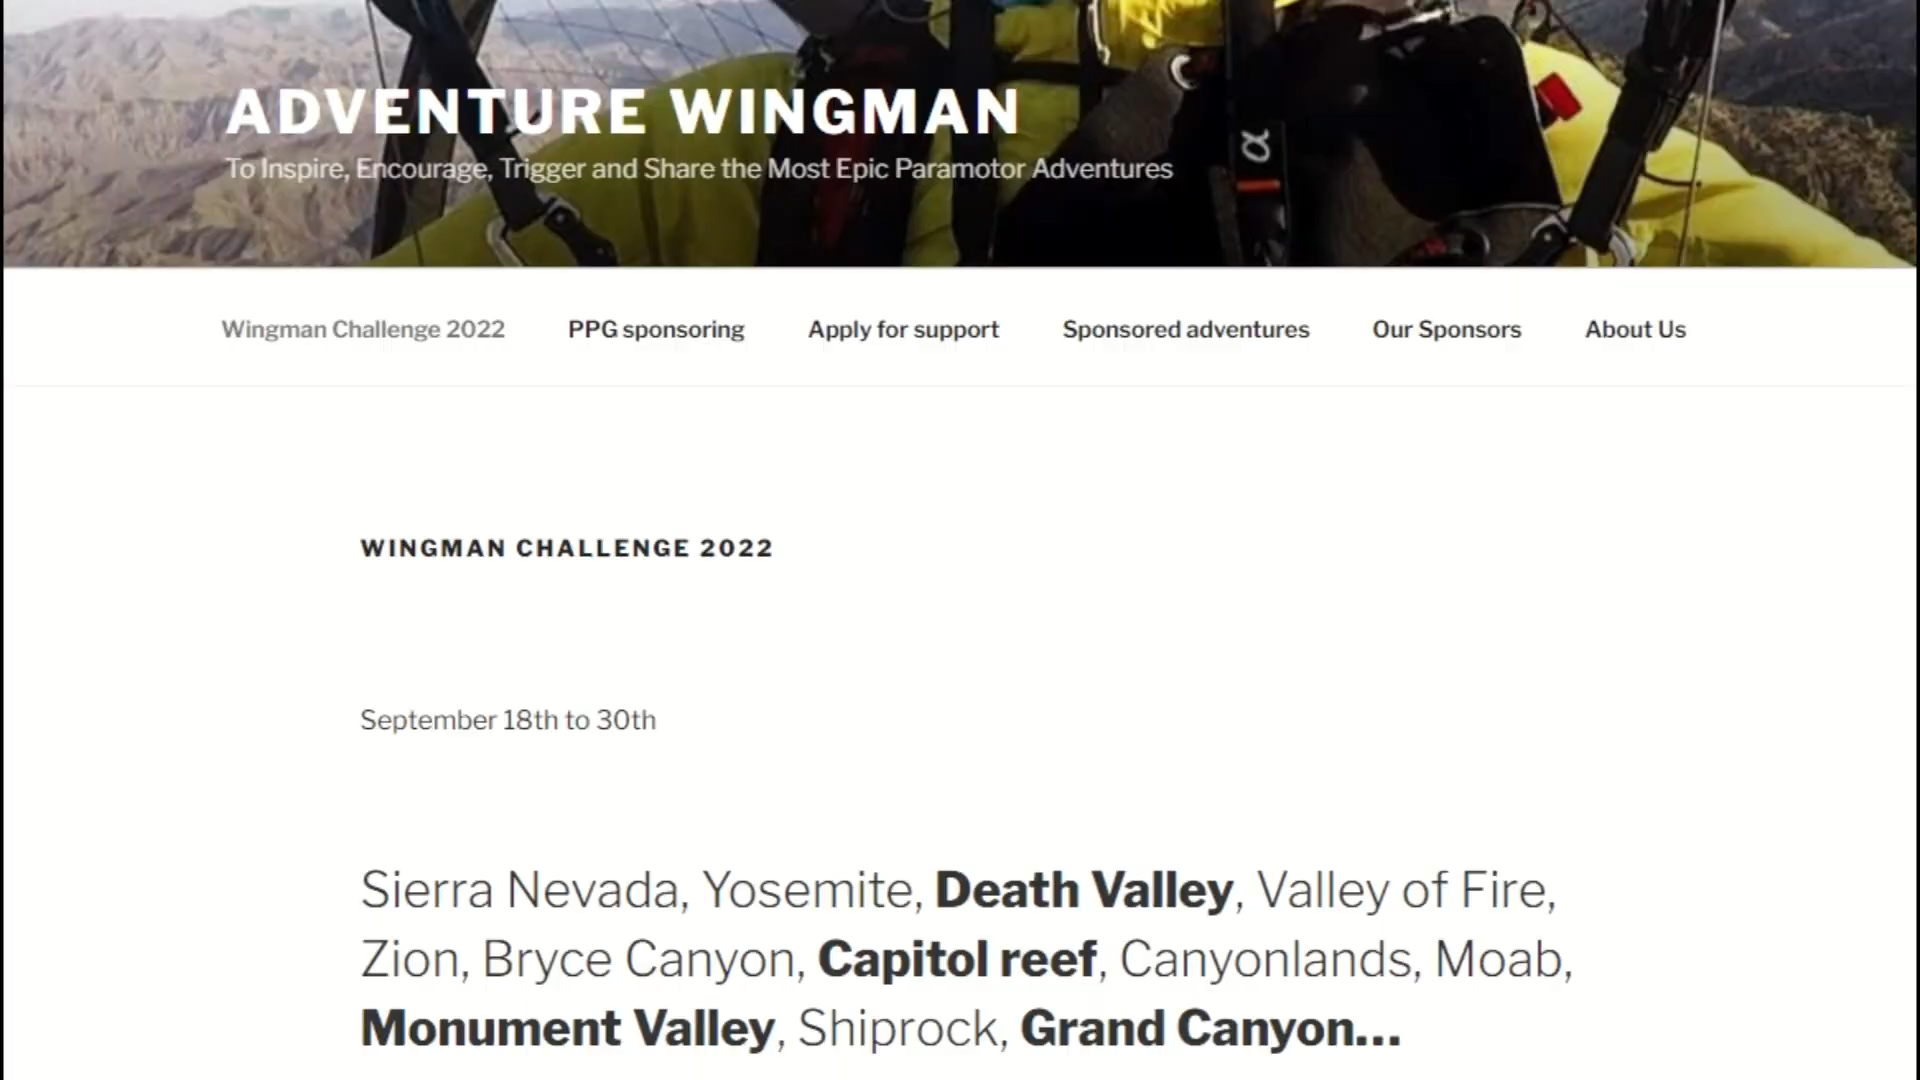 ADVENTURE WINGMAN
To Inspire, Encourage, Trigger and Share the Most Epic Paramotor Adventures
α
Wingman Challenge 2022 PPG sponsoring Apply for support Sponsored adventures Our Sponsors About Us
WINGMAN CHALLENGE 2022
September 18th to 30th
Sierra Nevada, Yosemite, Death Valley, Valley of Fire,
Zion, Bryce Canyon, Capitol reef, Canyonlands, Moab,
Monument Valley, Shiprock, Grand Canyon...